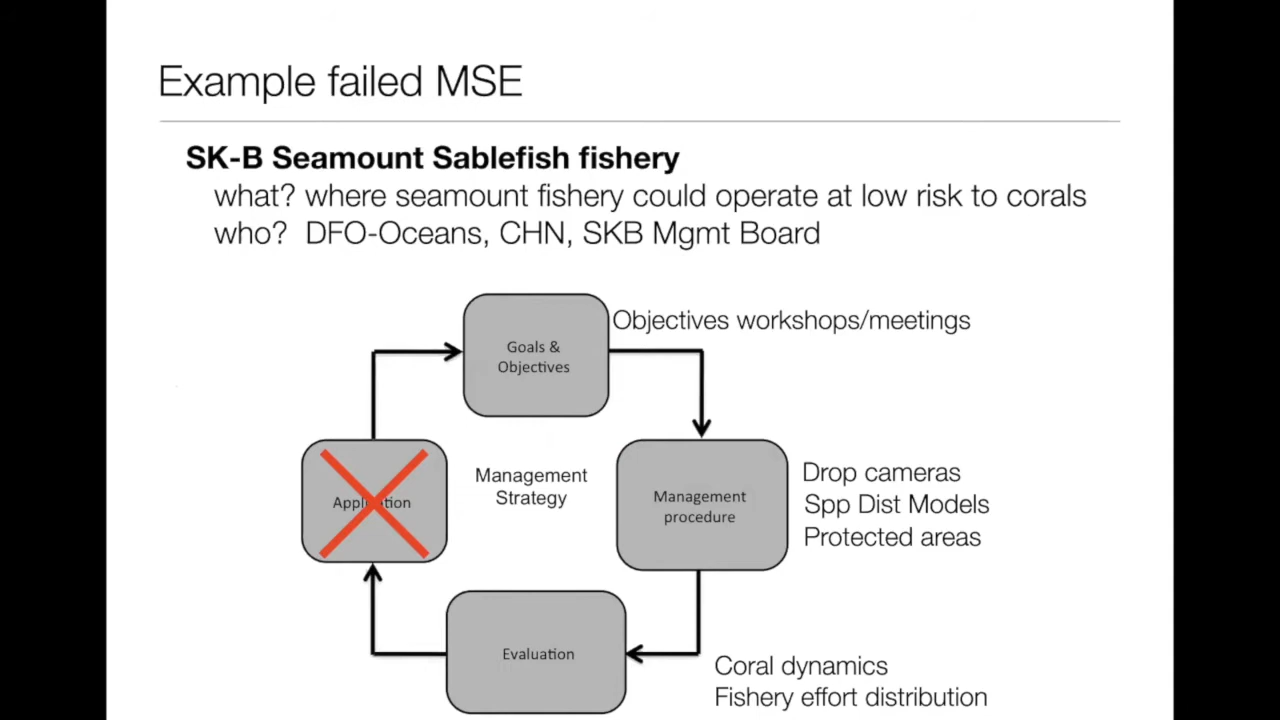 Example failed MSE
SK-B Seamount Sablefish fishery
what? where seamount fishery could operate at low risk to corals
who? DFO-Oceans, CHN, SKB Mgmt Board
Goals &
Objectives
Objectives workshops/meetings
Application
Management
Strategy
Management
procedure
Drop cameras
Spp Dist Models
Protected areas
Evaluation
Coral dynamics
Fishery effort distribution